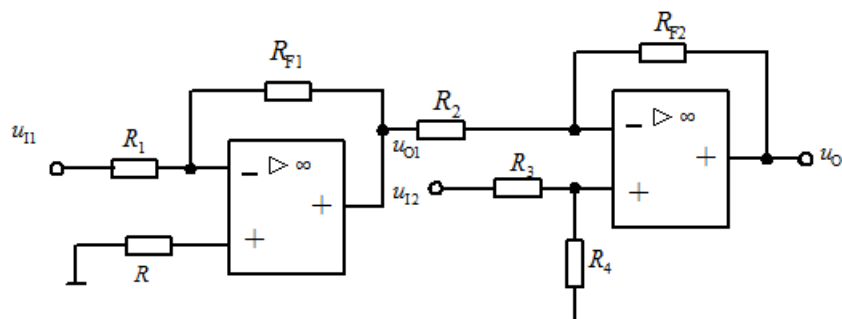 R_F1
R_F2
u_I1
R_1
R_2
− ▷ ∞
+
+
R
u_O1
u_I2
R_3
− ▷ ∞
+
+
u_O
R_4